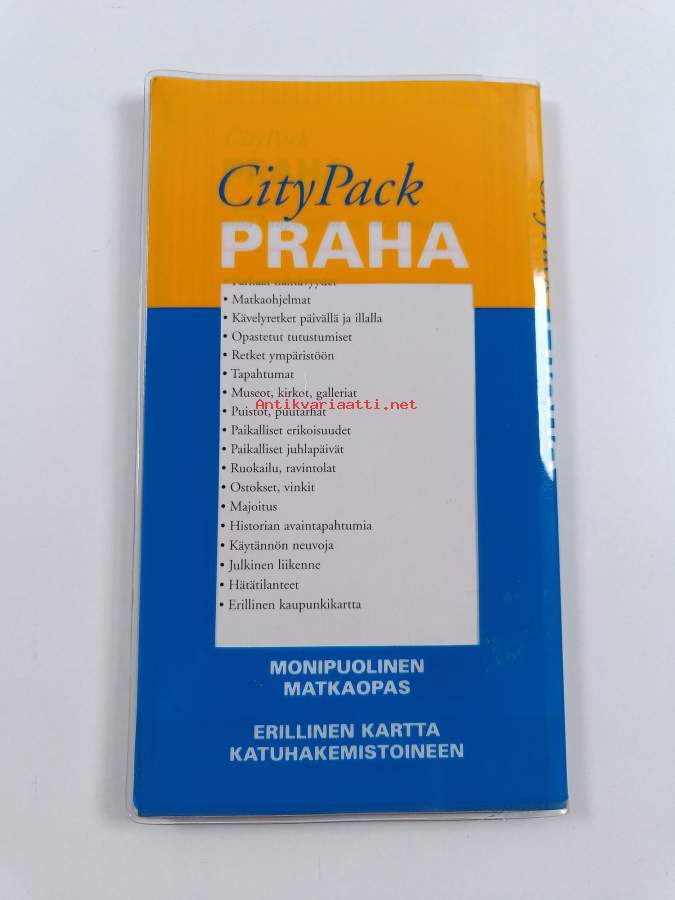 CityPack
PRAHA
• Matkaohjelmat
• Kävelyretket päivällä ja illalla
• Opastetut tutustumiset
• Retket ympäristöön
• Tapahtumat
• Museot, kirkot, galleriat
Antikvariaatti.net
• Puistot, puutarhat
• Paikalliset erikoisuudet
• Paikalliset juhlapäivät
• Ruokailu, ravintolat
• Ostokset, vinkit
• Majoitus
• Historian avaintapahtumia
• Käytännön neuvoja
• Julkinen liikenne
• Hätätilanteet
• Erillinen kaupunkikartta
MONIPUOLINEN
MATKAOPAS
ERILLINEN KARTTA
KATUHAKEMISTOINEEN